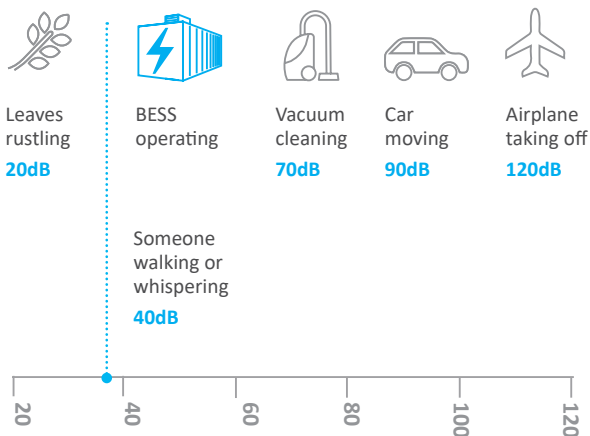 Leaves
rustling
20dB
BESS
operating
Vacuum
cleaning
70dB
Car
moving
90dB
Airplane
taking off
120dB
Someone
walking or
whispering
40dB
20
40
60
80
100
120